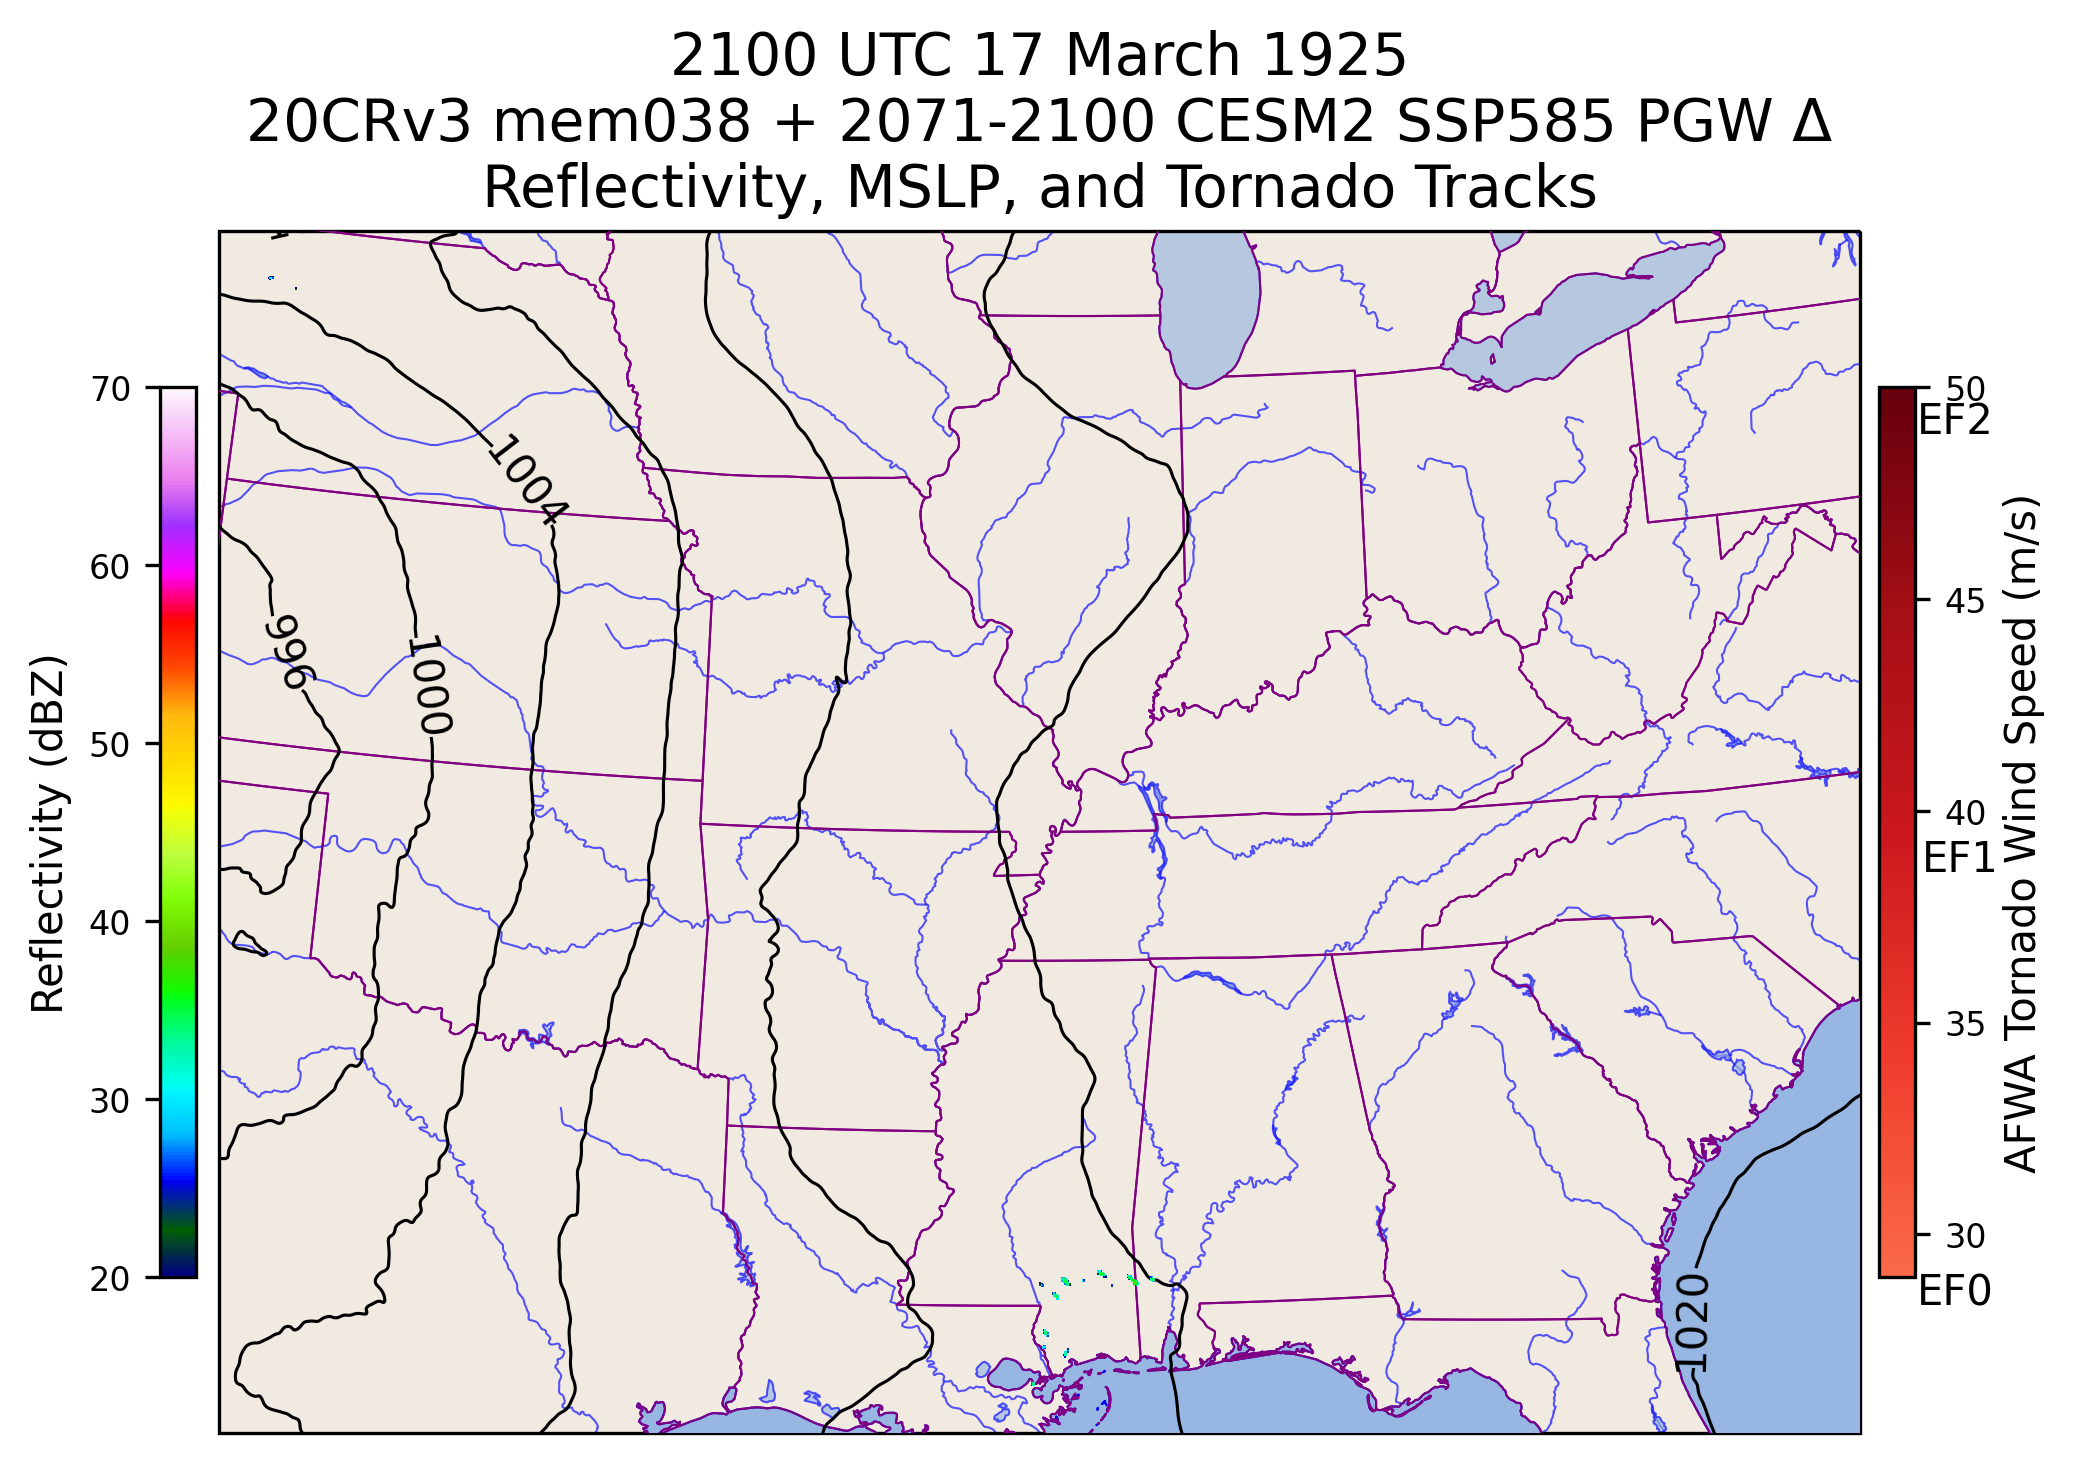 2100 UTC 17 March 1925
20CRv3 mem038 + 2071-2100 CESM2 SSP585 PGW Δ
Reflectivity, MSLP, and Tornado Tracks
Reflectivity (dBZ)
70
60
50
40
30
20
1004
996
1000
1020
50
EF2
45
40
EF1
35
30
EF0
AFWA Tornado Wind Speed (m/s)